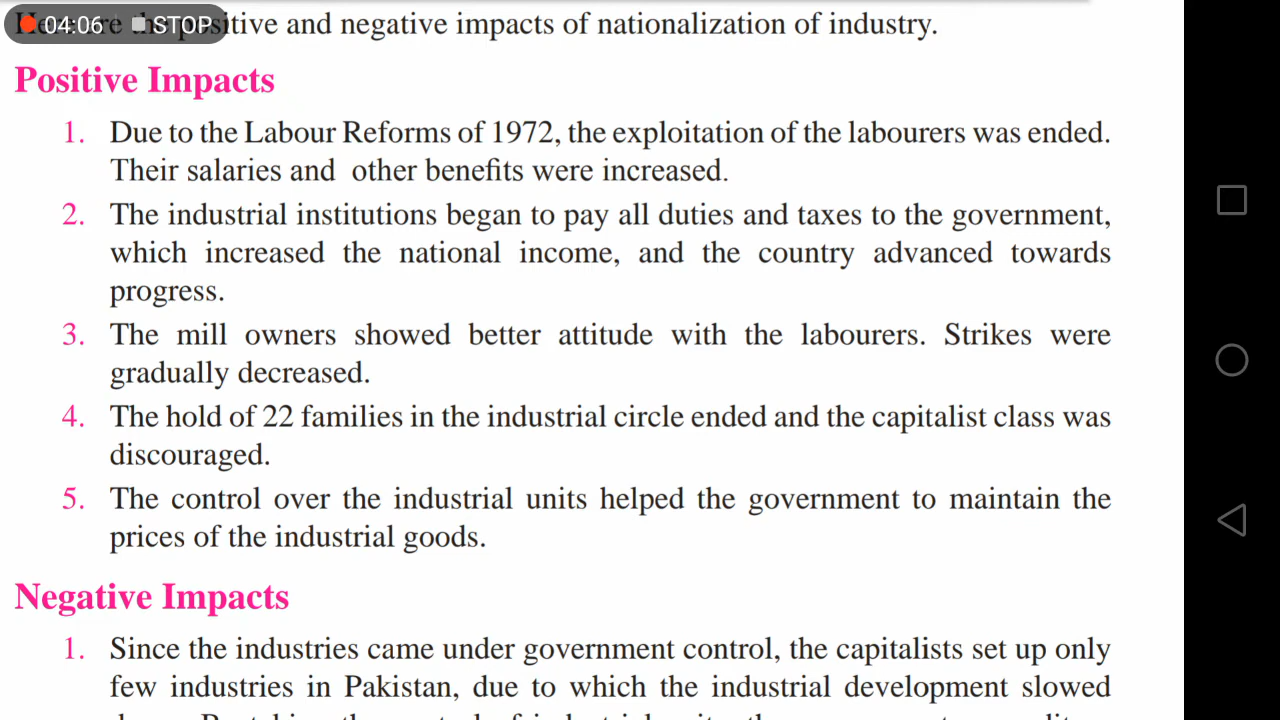 04:06 STOP
positive and negative impacts of nationalization of industry.
Positive Impacts
1. Due to the Labour Reforms of 1972, the exploitation of the labourers was ended.
Their salaries and other benefits were increased.
2. The industrial institutions began to pay all duties and taxes to the government,
which increased the national income, and the country advanced towards
progress.
3. The mill owners showed better attitude with the labourers. Strikes were
gradually decreased.
4. The hold of 22 families in the industrial circle ended and the capitalist class was
discouraged.
5. The control over the industrial units helped the government to maintain the
prices of the industrial goods.
Negative Impacts
1. Since the industries came under government control, the capitalists set up only
few industries in Pakistan, due to which the industrial development slowed